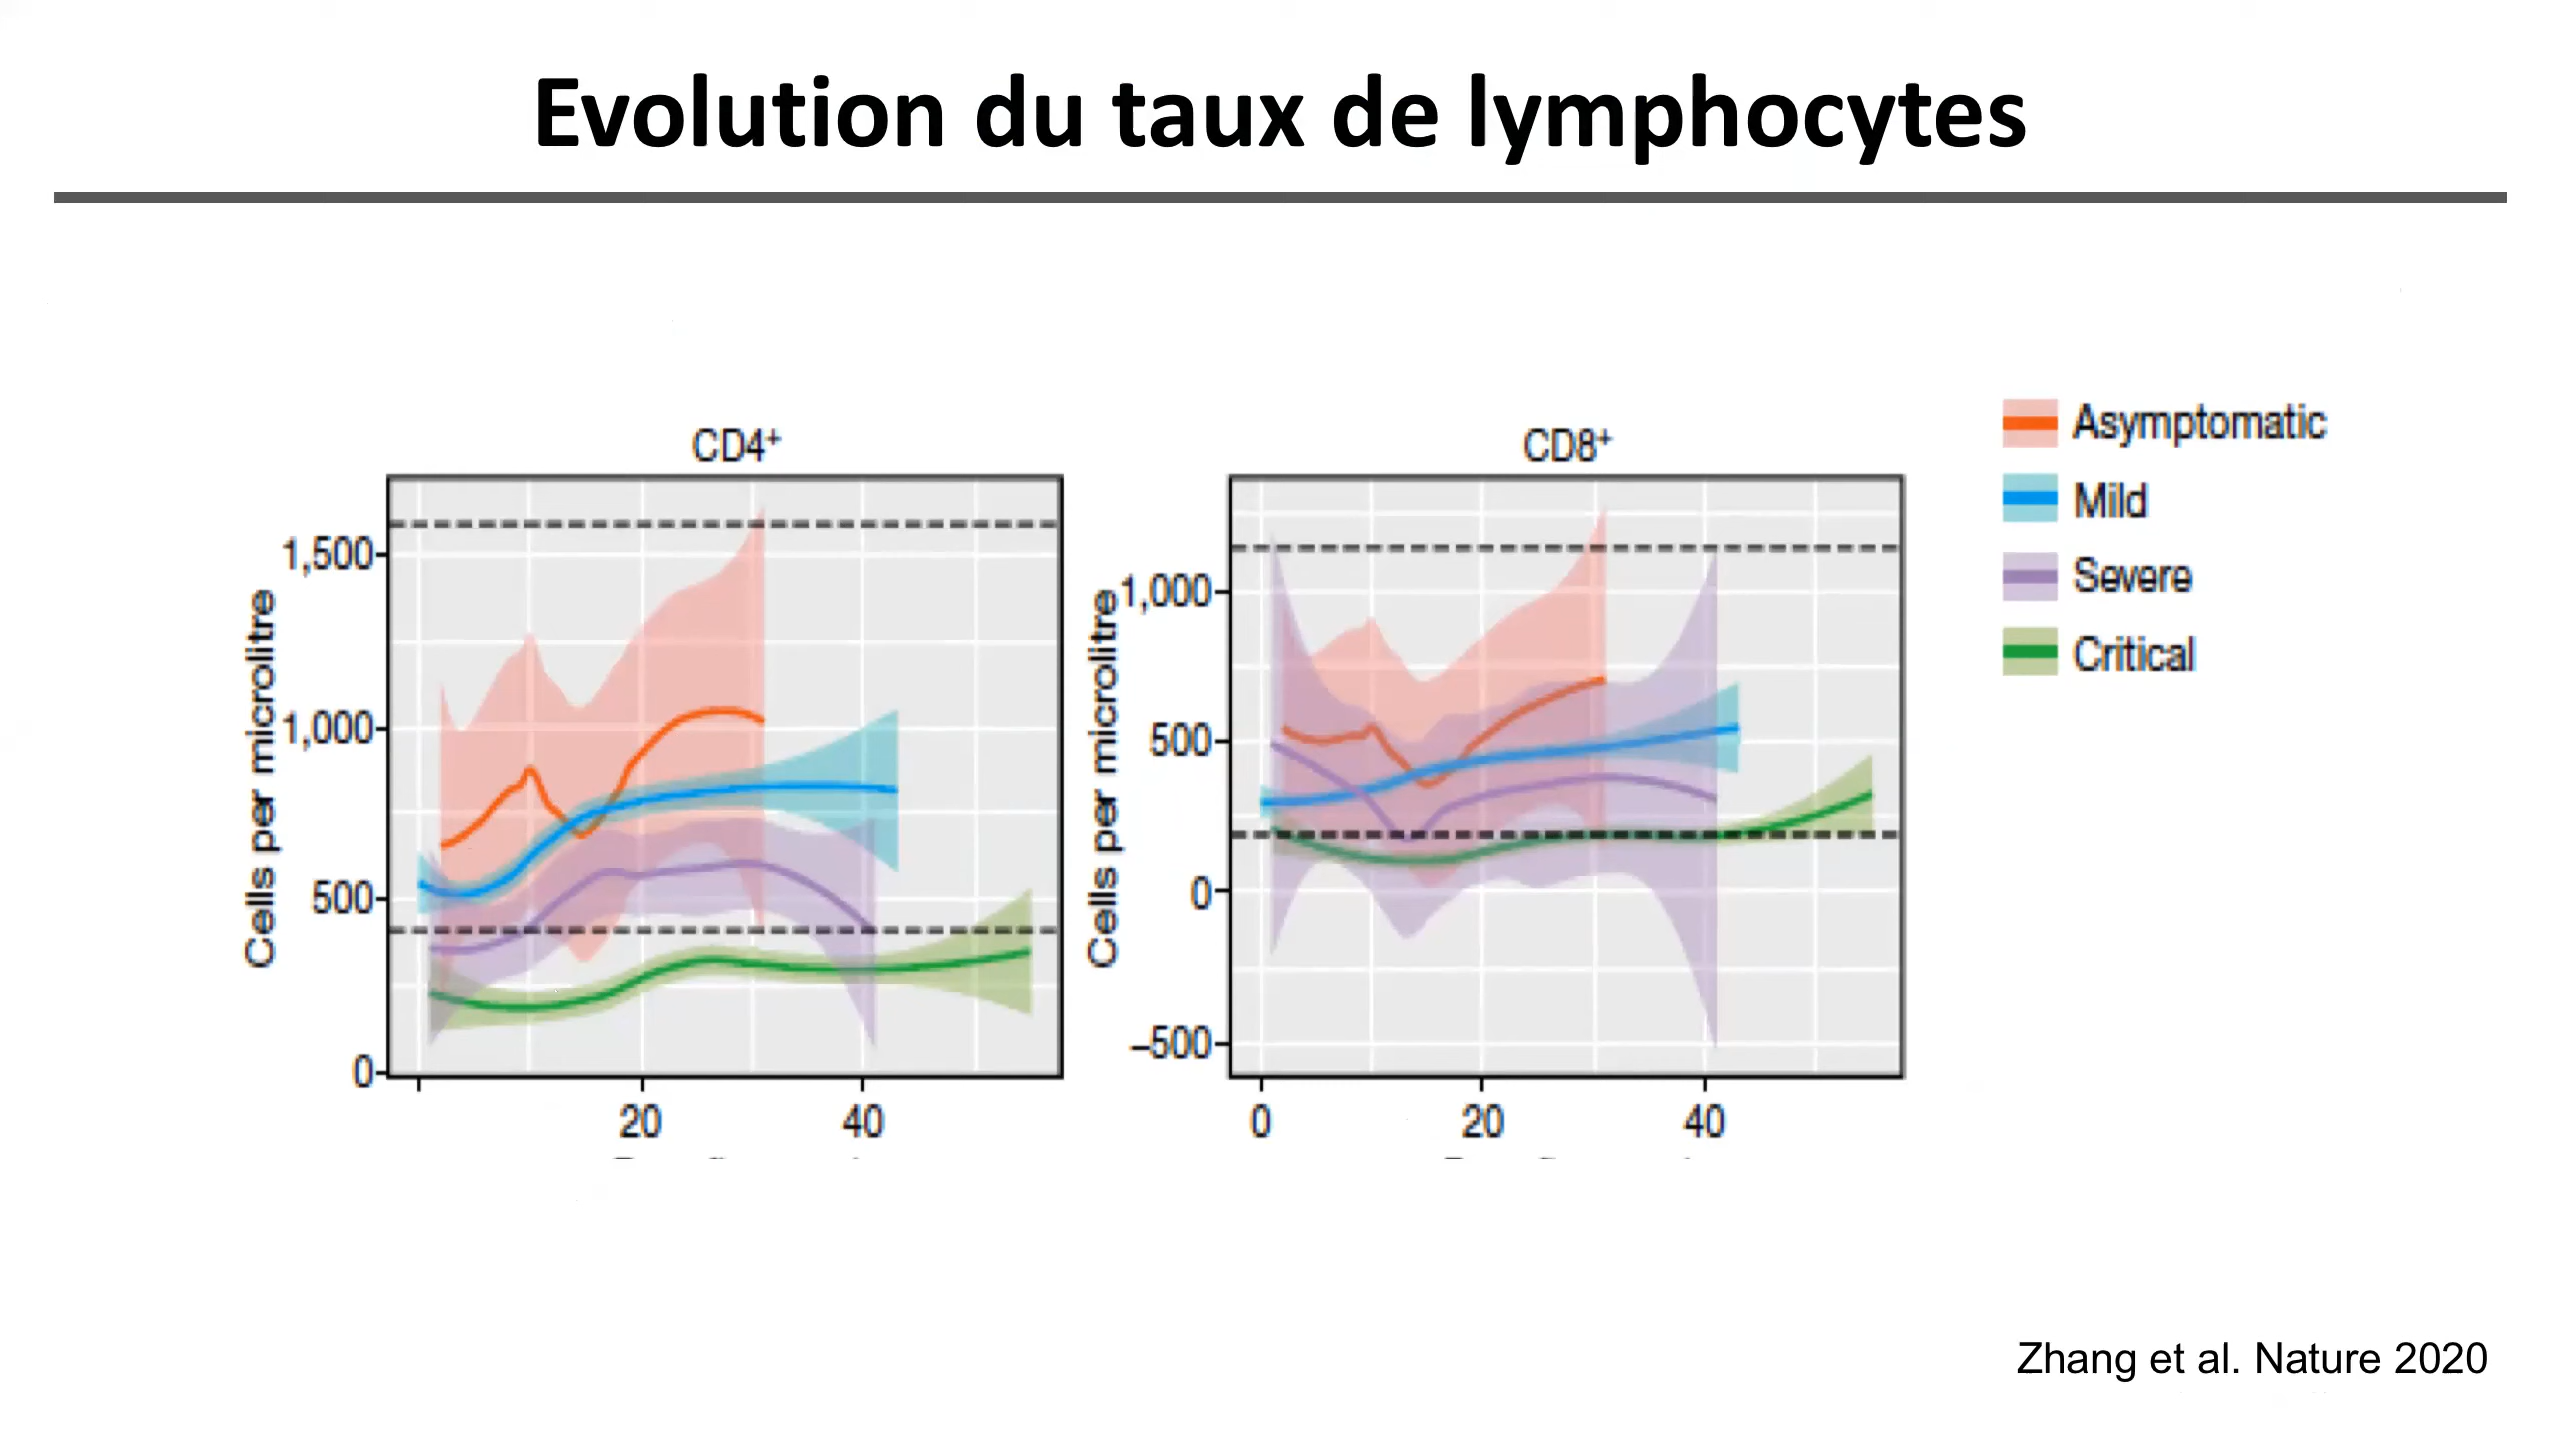 Evolution du taux de lymphocytes
CD4+
Cells per microlitre
1,500
1,000
500
0
20
40
CD8+
Cells per microlitre
1,000
500
0
–500
0
20
40
Asymptomatic
Mild
Severe
Critical
Zhang et al. Nature 2020